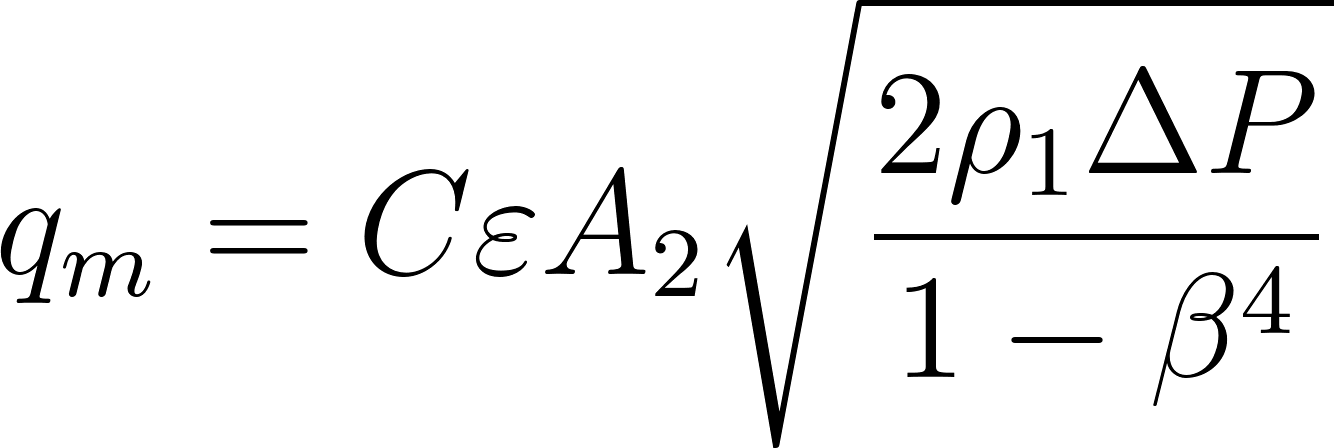 $q_m = C\varepsilon A_2 \sqrt{\frac{2\rho_1 \Delta P}{1 - \beta^4}}$